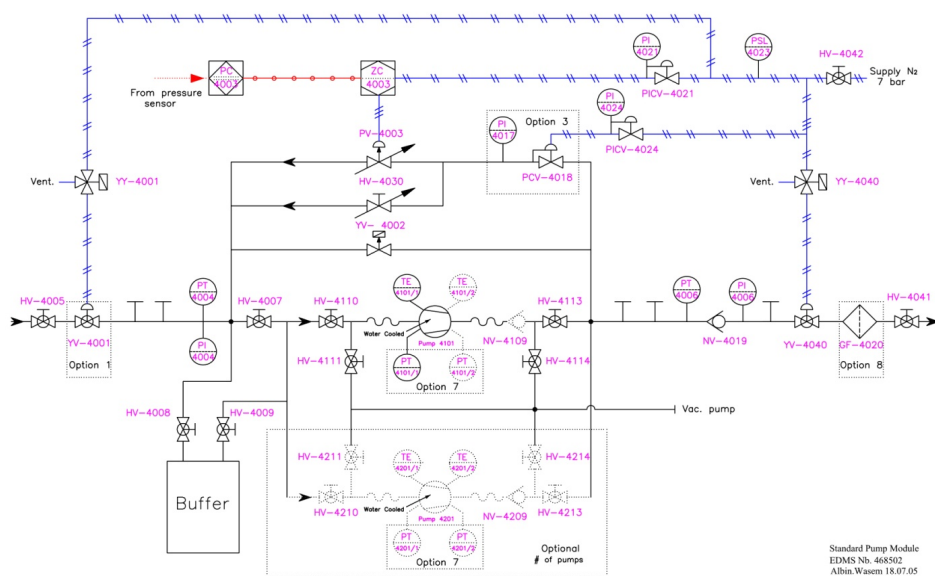 PI
4021
PSL
4023
HV-4042
PC
4003
ZC
4003
Supply N₂
7 bar
From pressure
sensor
PICV-4021
PI
4024
Option 3
PV-4003
PI
4017
PICV-4024
Vent.
YY-4001
HV-4030
PCV-4018
Vent.
YY-4040
YV- 4002
HV-4005
PT
4004
HV-4007
HV-4110
TE
4101/1
TE
4101/2
HV-4113
PT
4006
PI
4006
HV-4041
YV-4001
Option 1
PI
4004
Water Cooled
Pump 4101
NV-4109
NV-4019
YV-4040
GF-4020
Option 8
HV-4111
PT
4101/1
PT
4101/2
Option 7
HV-4114
HV-4008
HV-4009
Vac. pump
HV-4211
TE
4201/1
TE
4201/2
HV-4214
Buffer
HV-4210
Water Cooled
Pump 4201
NV-4209
HV-4213
PT
4201/1
PT
4201/2
Option 7
Optional
# of pumps
Standard Pump Module
EDMS Nb. 468502
Albin.Wasem 18.07.05